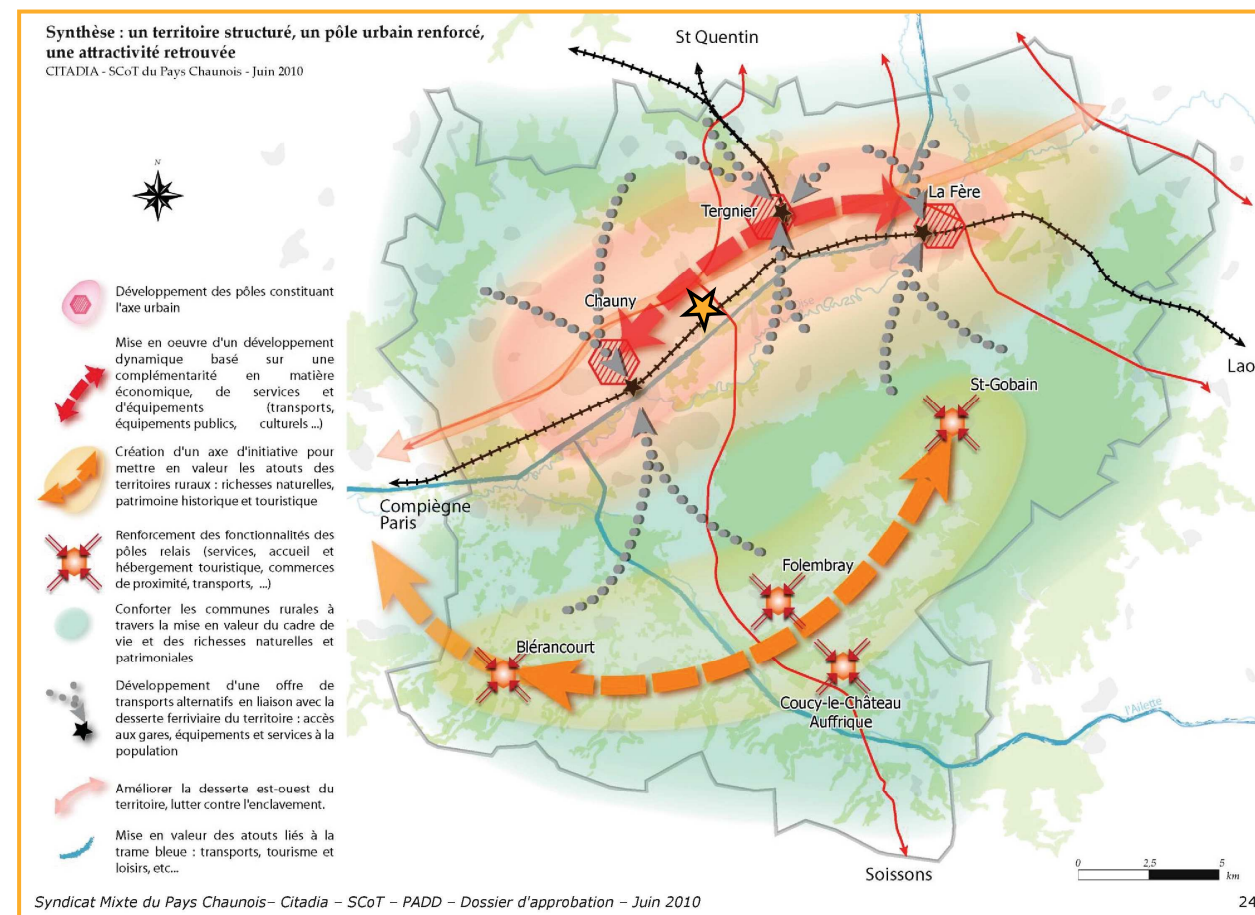 Synthèse : un territoire structuré, un pôle urbain renforcé,
une attractivité retrouvée
CITADIA - SCoT du Pays Chaunois - Juin 2010
N
Développement des pôles constituant
l'axe urbain
Mise en oeuvre d'un développement
dynamique basé sur une
complémentarité en matière
économique, de services et
d'équipements (transports,
équipements publics, culturels ...)
Création d'un axe d'initiative pour
mettre en valeur les atouts des
territoires ruraux : richesses naturelles,
patrimoine historique et touristique
Renforcement des fonctionnalités des
pôles relais (services, accueil et
hébergement touristique, commerces
de proximité, transports, ...)
Conforter les communes rurales à
travers la mise en valeur du cadre de
vie et des richesses naturelles et
patrimoniales
Développement d'une offre de
transports alternatifs en liaison avec la
desserte ferriviaire du territoire : accès
aux gares, équipements et services à la
population
Améliorer la desserte est-ouest du
territoire, lutter contre l'enclavement.
Mise en valeur des atouts liés à la
trame bleue : transports, tourisme et
loisirs, etc...
St Quentin
La Fère
Tergnier
Chauny
Oise
Lao
St-Gobain
Compiègne
Paris
Folembray
Blérancourt
Coucy-le-Château
Auffrique
l'Ailette
Soissons
0 2,5 5
km
Syndicat Mixte du Pays Chaunois– Citadia – SCoT – PADD – Dossier d'approbation – Juin 2010
24